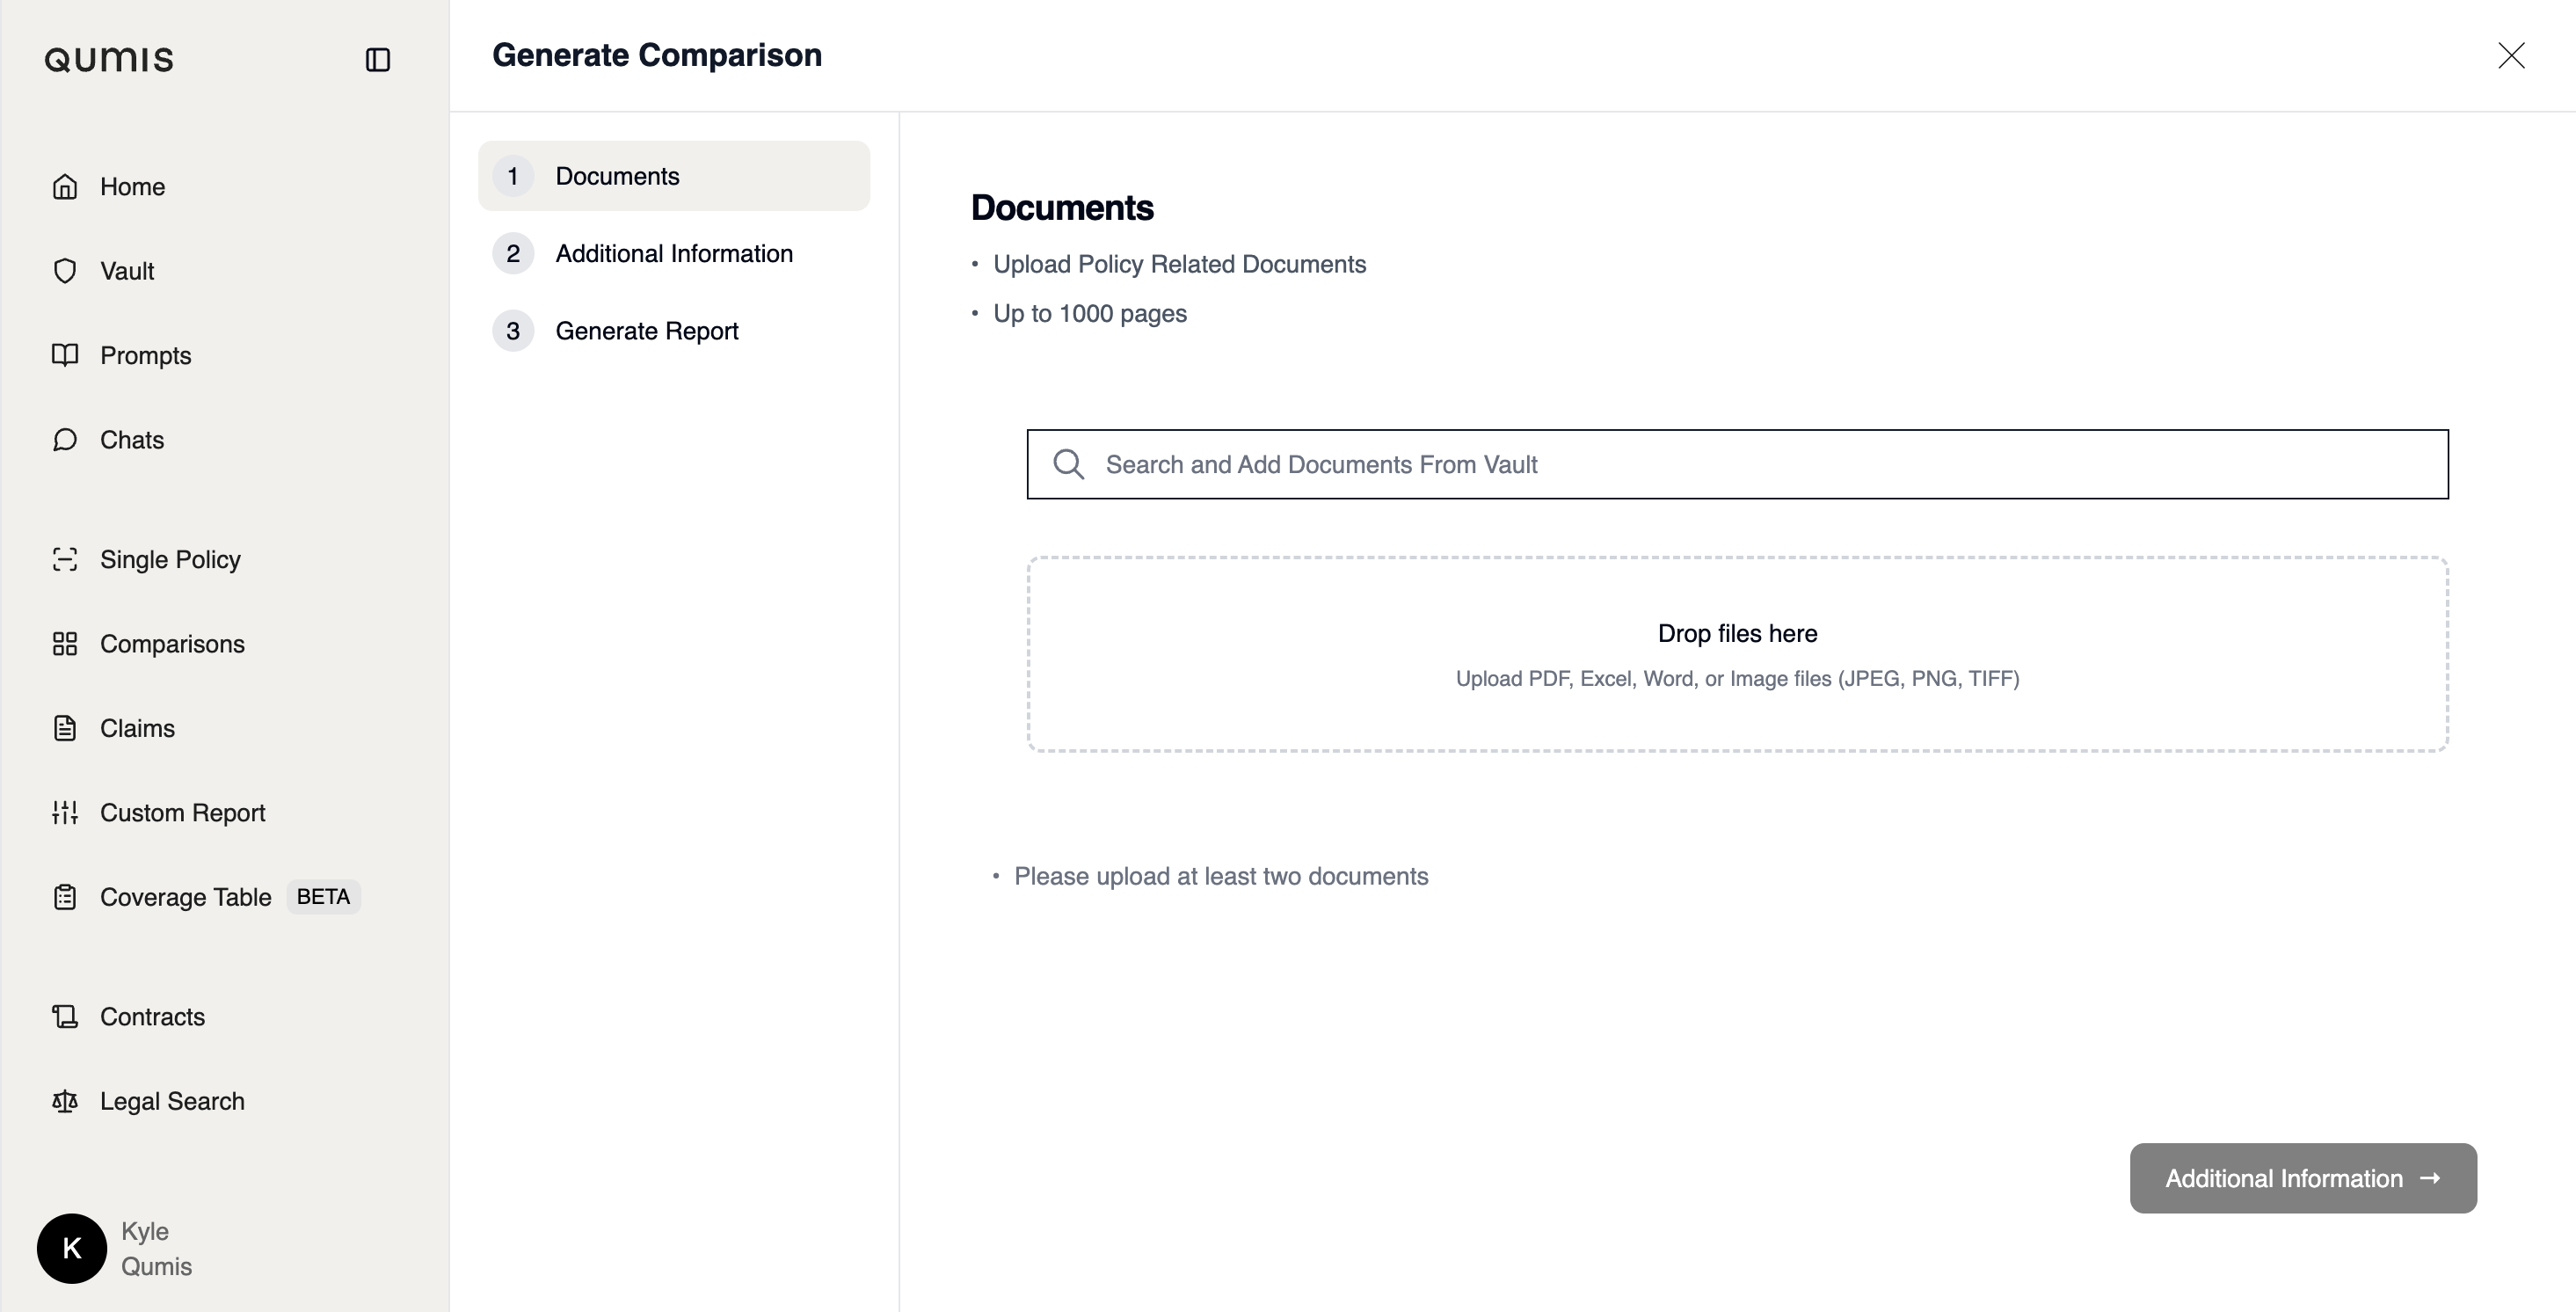 Qumis
Home
Vault
Prompts
Chats
Single Policy
Comparisons
Claims
Custom Report
Coverage Table BETA
Contracts
Legal Search
K
Kyle
Qumis
Generate Comparison
1 Documents
2 Additional Information
3 Generate Report
Documents
• Upload Policy Related Documents
• Up to 1000 pages
Search and Add Documents From Vault
Drop files here
Upload PDF, Excel, Word, or Image files (JPEG, PNG, TIFF)
• Please upload at least two documents
Additional Information →